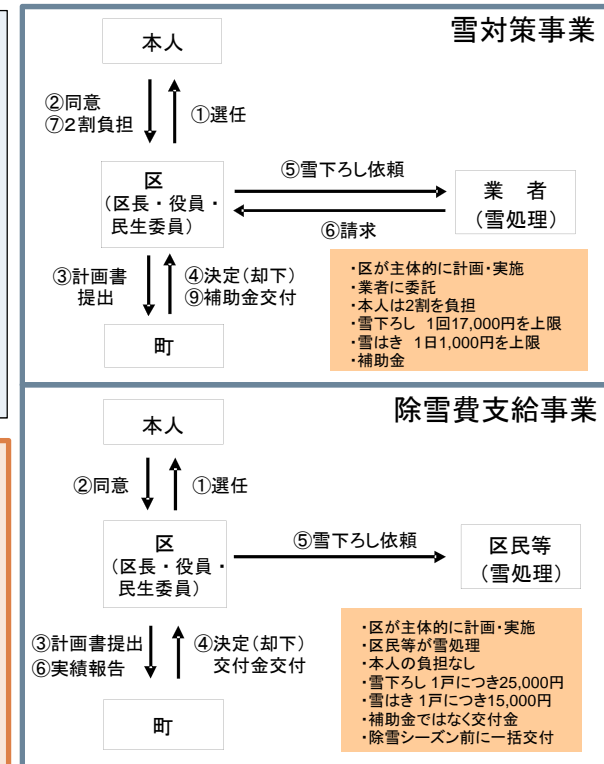 雪対策事業
本人
②同意
⑦2割負担
①選任
区
(区長・役員・
民生委員)
⑤雪下ろし依頼
⑥請求
業 者
(雪処理)
③計画書
提出
④決定(却下)
⑨補助金交付
町
・区が主体的に計画・実施
・業者に委託
・本人は2割を負担
・雪下ろし 1回17,000円を上限
・雪はき 1日1,000円を上限
・補助金
除雪費支給事業
本人
②同意
①選任
区
(区長・役員・
民生委員)
⑤雪下ろし依頼
区民等
(雪処理)
③計画書提出
⑥実績報告
④決定(却下)
交付金交付
町
・区が主体的に計画・実施
・区民等が雪処理
・本人の負担なし
・雪下ろし 1戸につき25,000円
・雪はき 1戸につき15,000円
・補助金ではなく交付金
・除雪シーズン前に一括交付